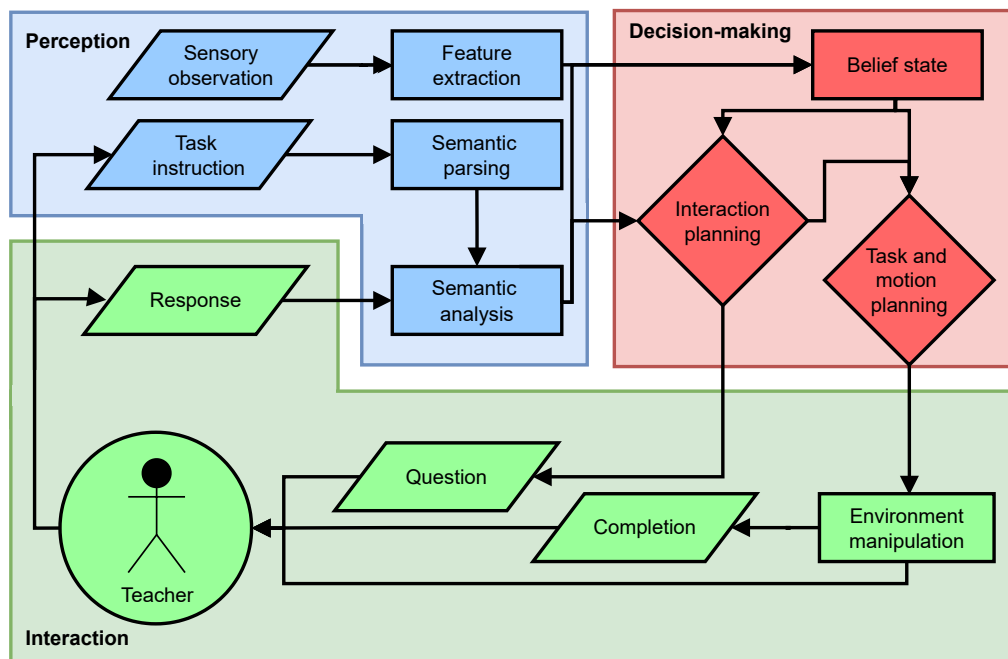 Perception
Sensory
observation
Feature
extraction
Decision-making
Belief state
Task
instruction
Semantic
parsing
Interaction
planning
Task and
motion
planning
Response
Semantic
analysis
Question
Completion
Environment
manipulation
Teacher
Interaction